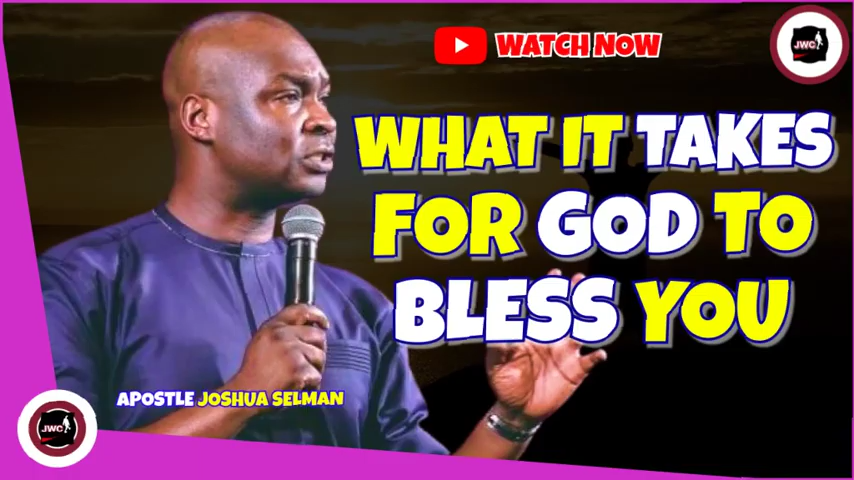 WATCH NOW
JWC
WHAT IT TAKES
FOR GOD TO
BLESS YOU
APOSTLE JOSHUA SELMAN
JWC